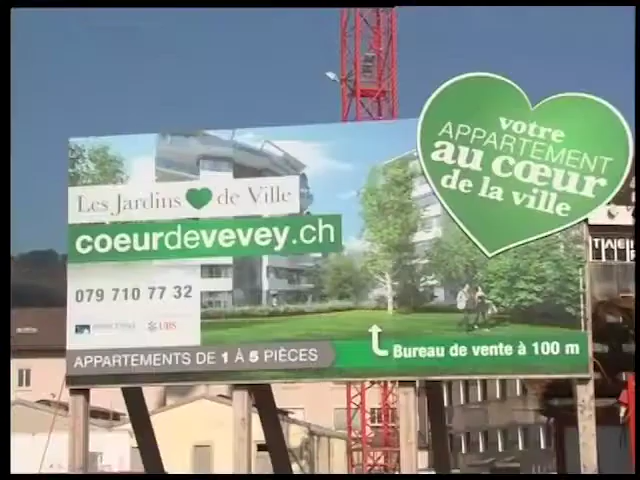 votre
APPARTEMENT
au cœur
de la ville
Les Jardins de Ville
coeurdevevey.ch
079 710 77 32
UBS
APPARTEMENTS DE 1 À 5 PIÈCES
Bureau de vente à 100 m